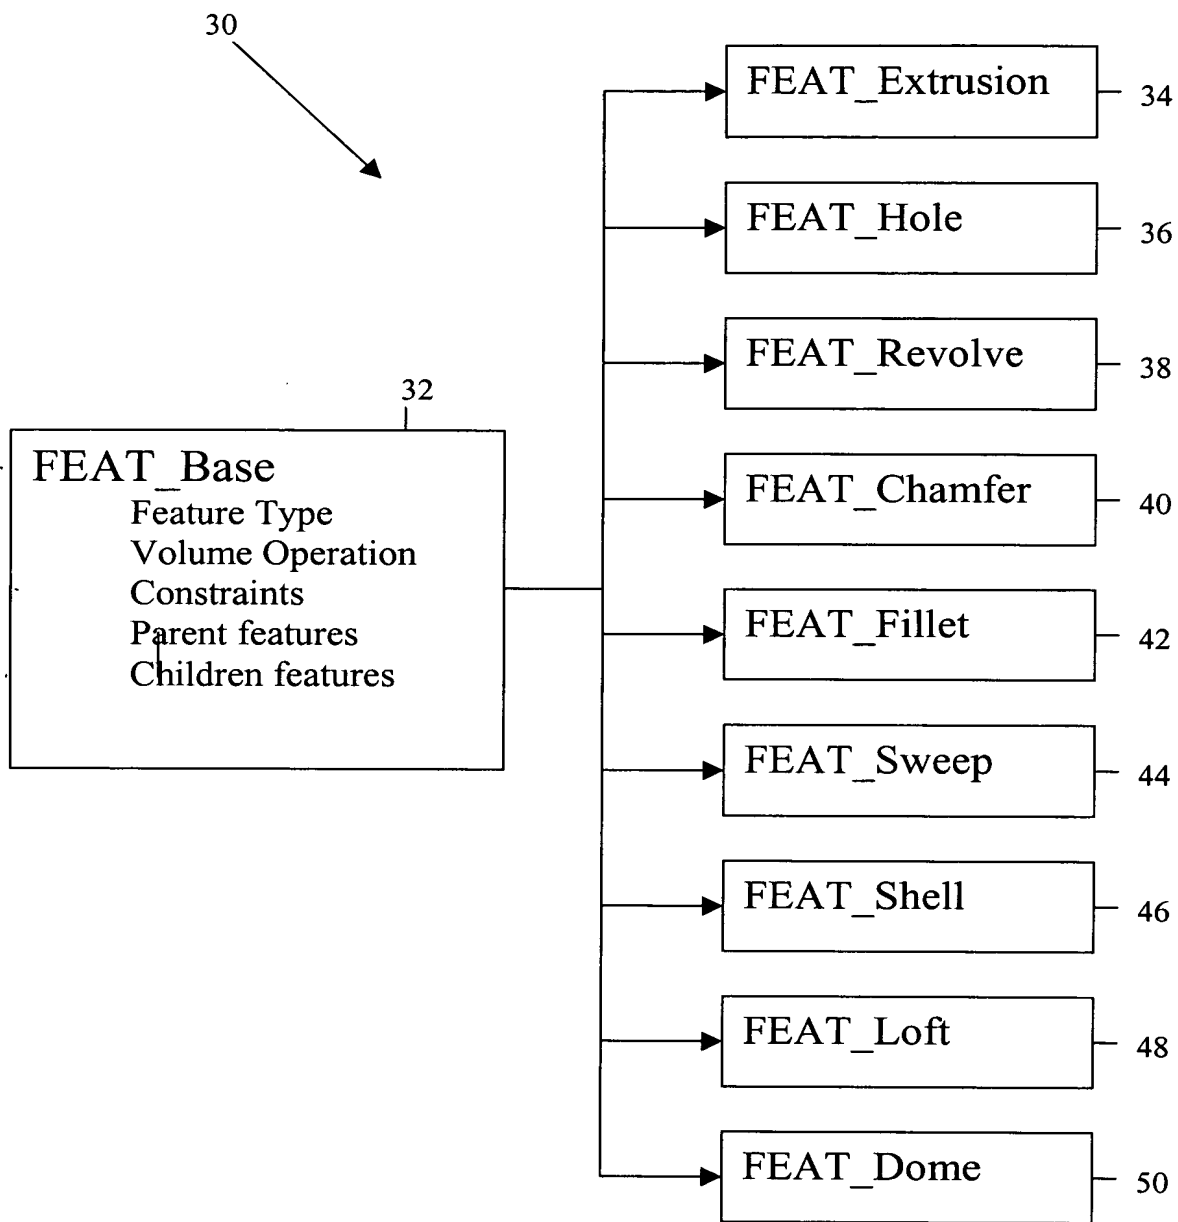 30
FEAT_Extrusion
34
FEAT_Hole
36
FEAT_Revolve
38
32
FEAT_Base
Feature Type
Volume Operation
Constraints
Parent features
Children features
FEAT_Chamfer
40
FEAT_Fillet
42
FEAT_Sweep
44
FEAT_Shell
46
FEAT_Loft
48
FEAT_Dome
50